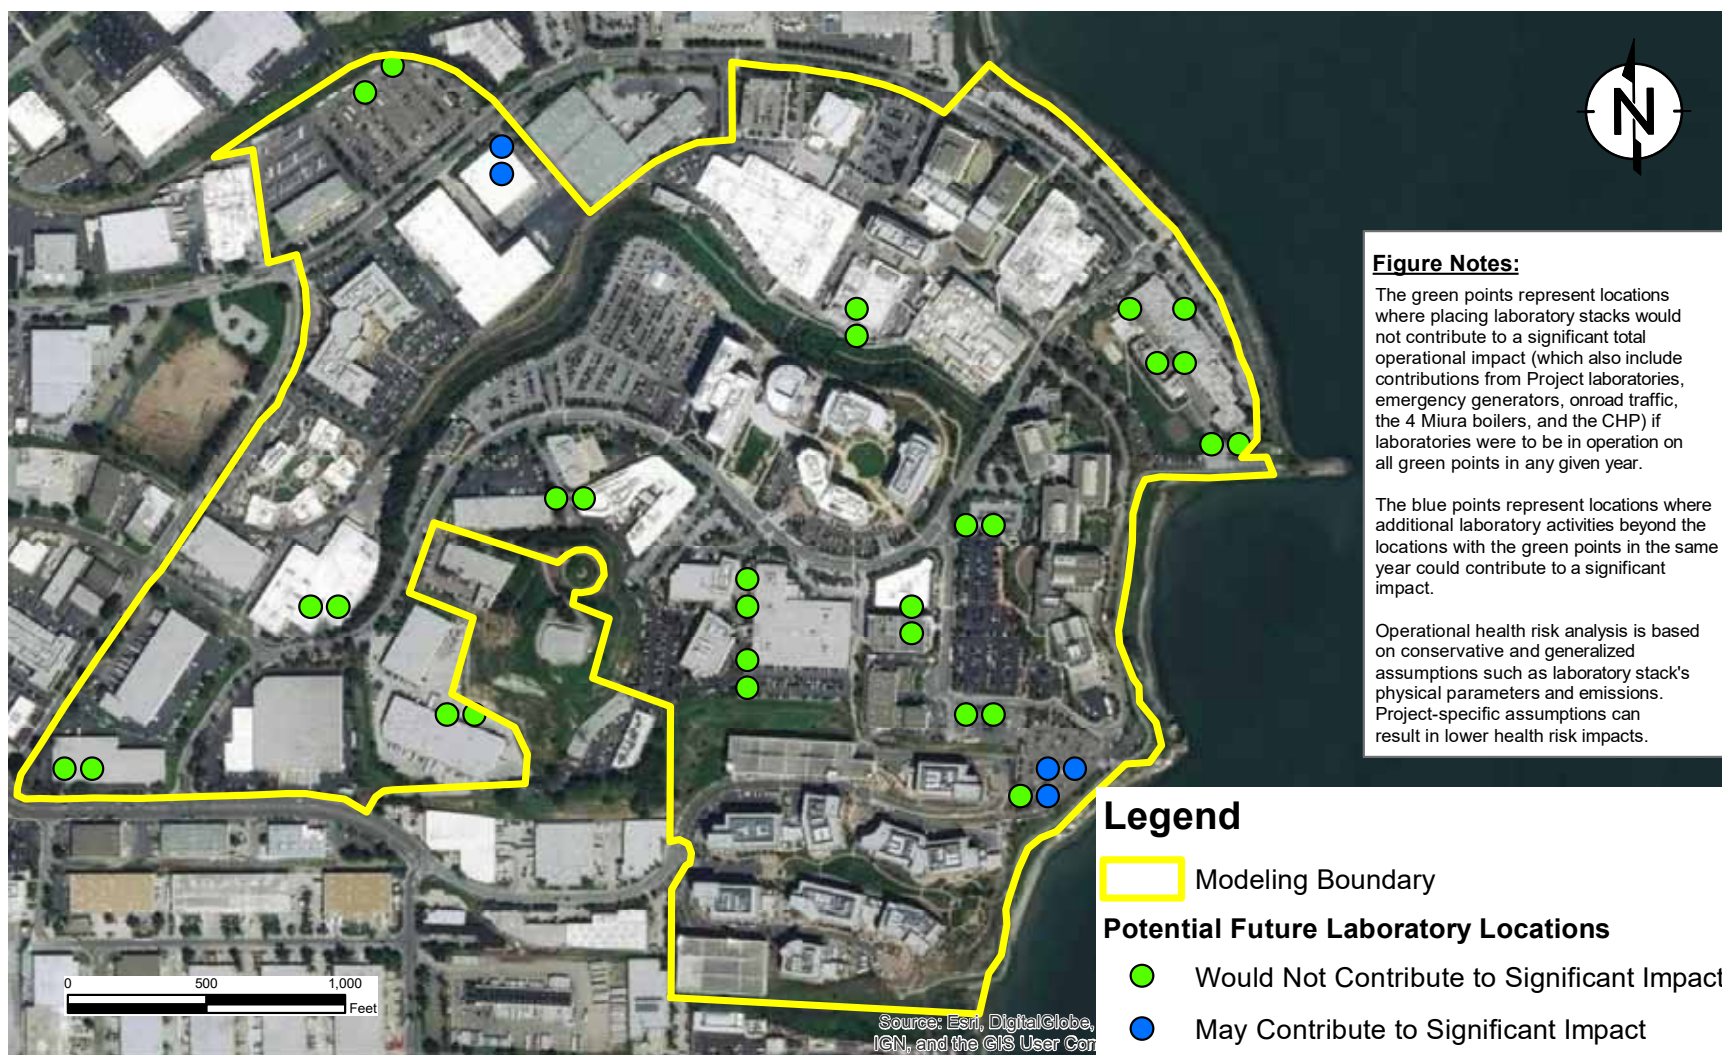 N
Figure Notes:
The green points represent locations
where placing laboratory stacks would
not contribute to a significant total
operational impact (which also include
contributions from Project laboratories,
emergency generators, onroad traffic,
the 4 Miura boilers, and the CHP) if
laboratories were to be in operation on
all green points in any given year.
The blue points represent locations where
additional laboratory activities beyond the
locations with the green points in the same
year could contribute to a significant
impact.
Operational health risk analysis is based
on conservative and generalized
assumptions such as laboratory stack's
physical parameters and emissions.
Project-specific assumptions can
result in lower health risk impacts.
Legend
Modeling Boundary
Potential Future Laboratory Locations
Would Not Contribute to Significant Impact
May Contribute to Significant Impact
0 500 1,000
Feet
Source: Esri, DigitalGlobe,
IGN, and the GIS User Com